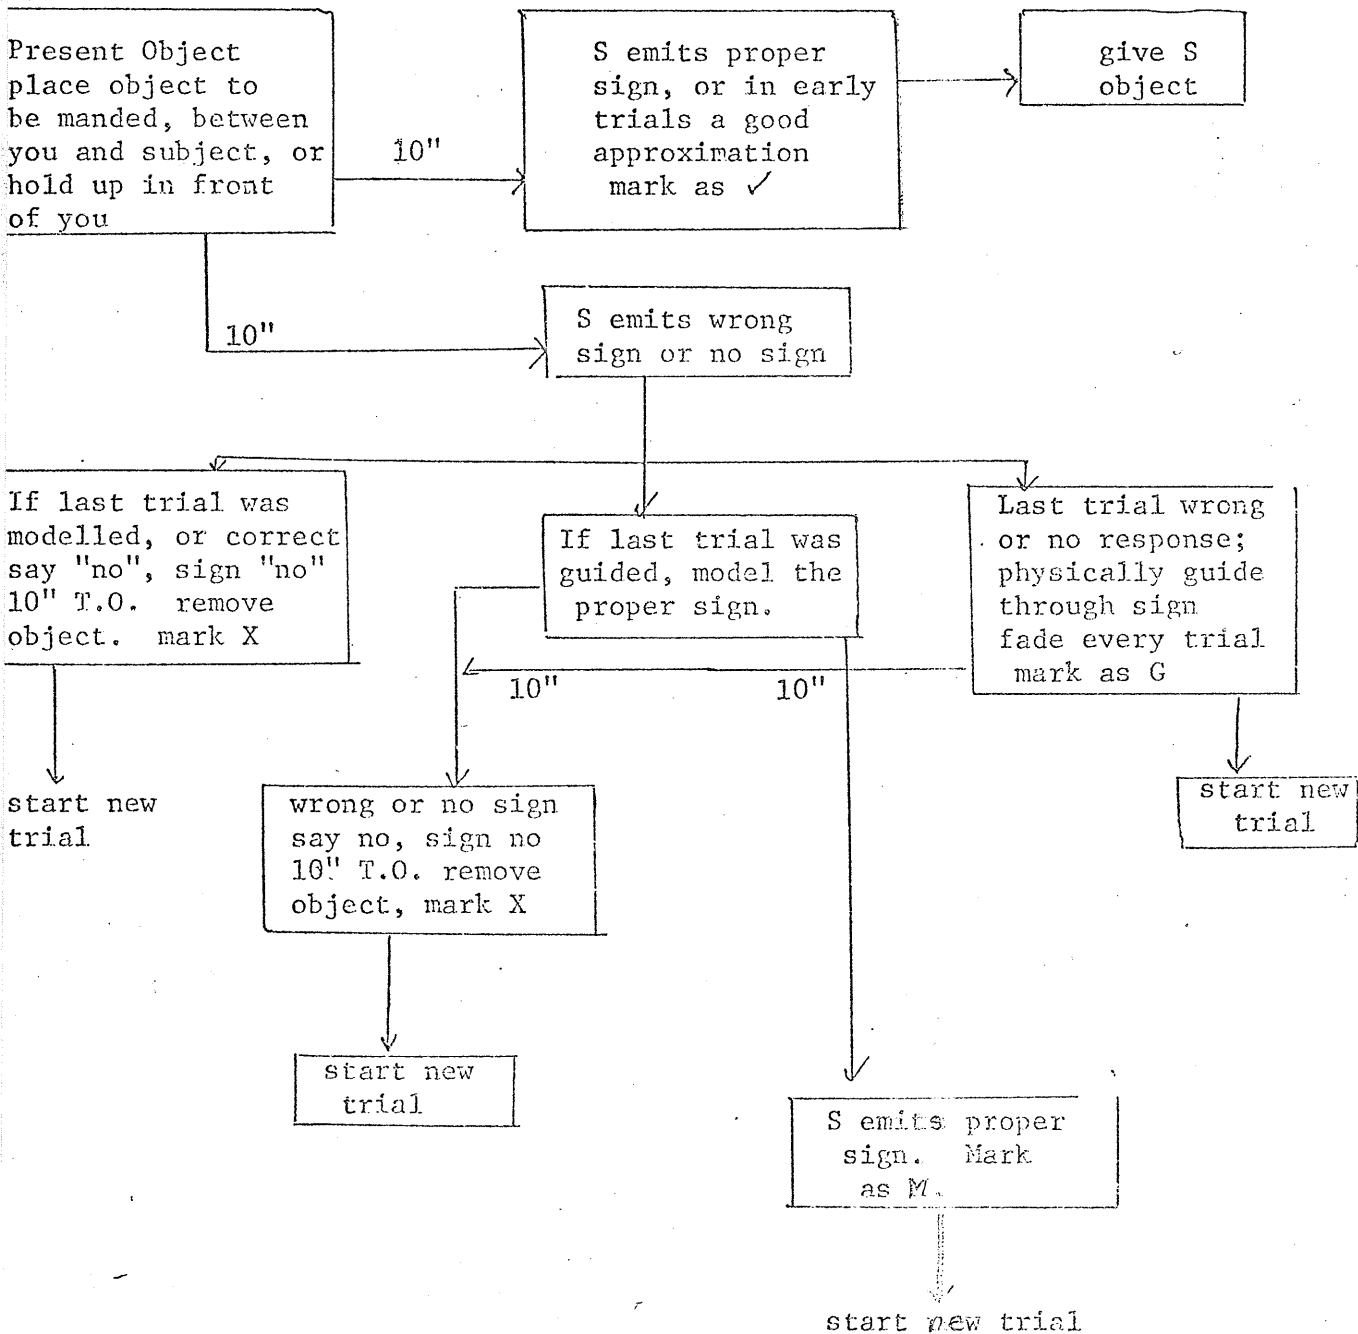 Present Object
place object to
be manded, between
you and subject, or
hold up in front
of you
10"
S emits proper
sign, or in early
trials a good
approximation
mark as ✓
give S
object
10"
S emits wrong
sign or no sign
If last trial was
modelled, or correct
say "no", sign "no"
10" T.O. remove
object. mark X
If last trial was
guided, model the
proper sign.
Last trial wrong
or no response;
physically guide
through sign
fade every trial
mark as G
10"
10"
start new
trial
wrong or no sign
say no, sign no
10" T.O. remove
object, mark X
start new
trial
start new
trial
S emits proper
sign. Mark
as M.
start new trial